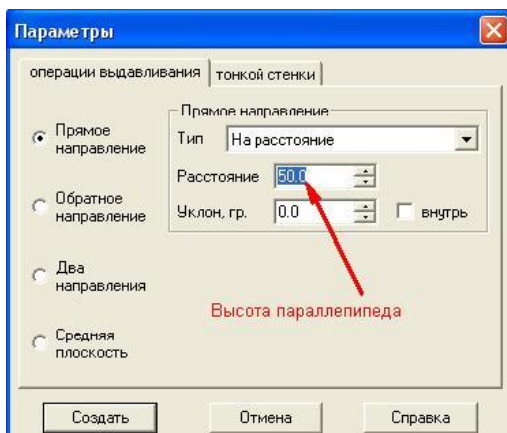 Параметры
операции выдавливания
тонкой стенки
Прямое направление
Прямое
направление
Тип
На расстояние
Расстояние
50.0
Обратное
направление
Уклон, гр.
0.0
внутрь
Два
направления
Высота параллепипеда
Средняя
плоскость
Создать
Отмена
Справка